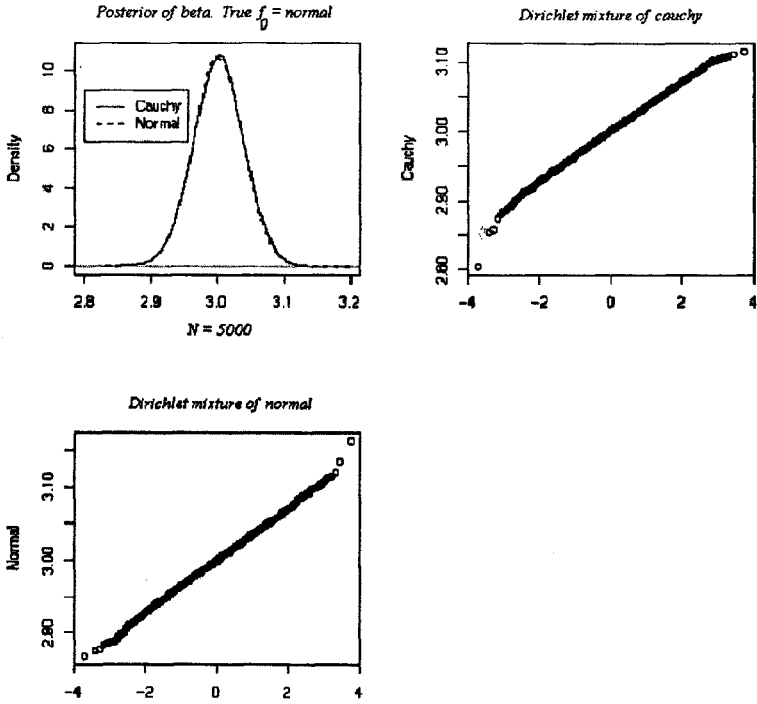 Posterior of beta. True f_0 = normal
Density
0 2 4 6 8 10
Cauchy
Normal
2.8 2.9 3.0 3.1 3.2
N = 5000
Dirichlet mixture of cauchy
Cauchy
2.80 2.90 3.00 3.10
-4 -2 0 2 4
Dirichlet mixture of normal
Normal
2.90 3.00 3.10
-4 -2 0 2 4